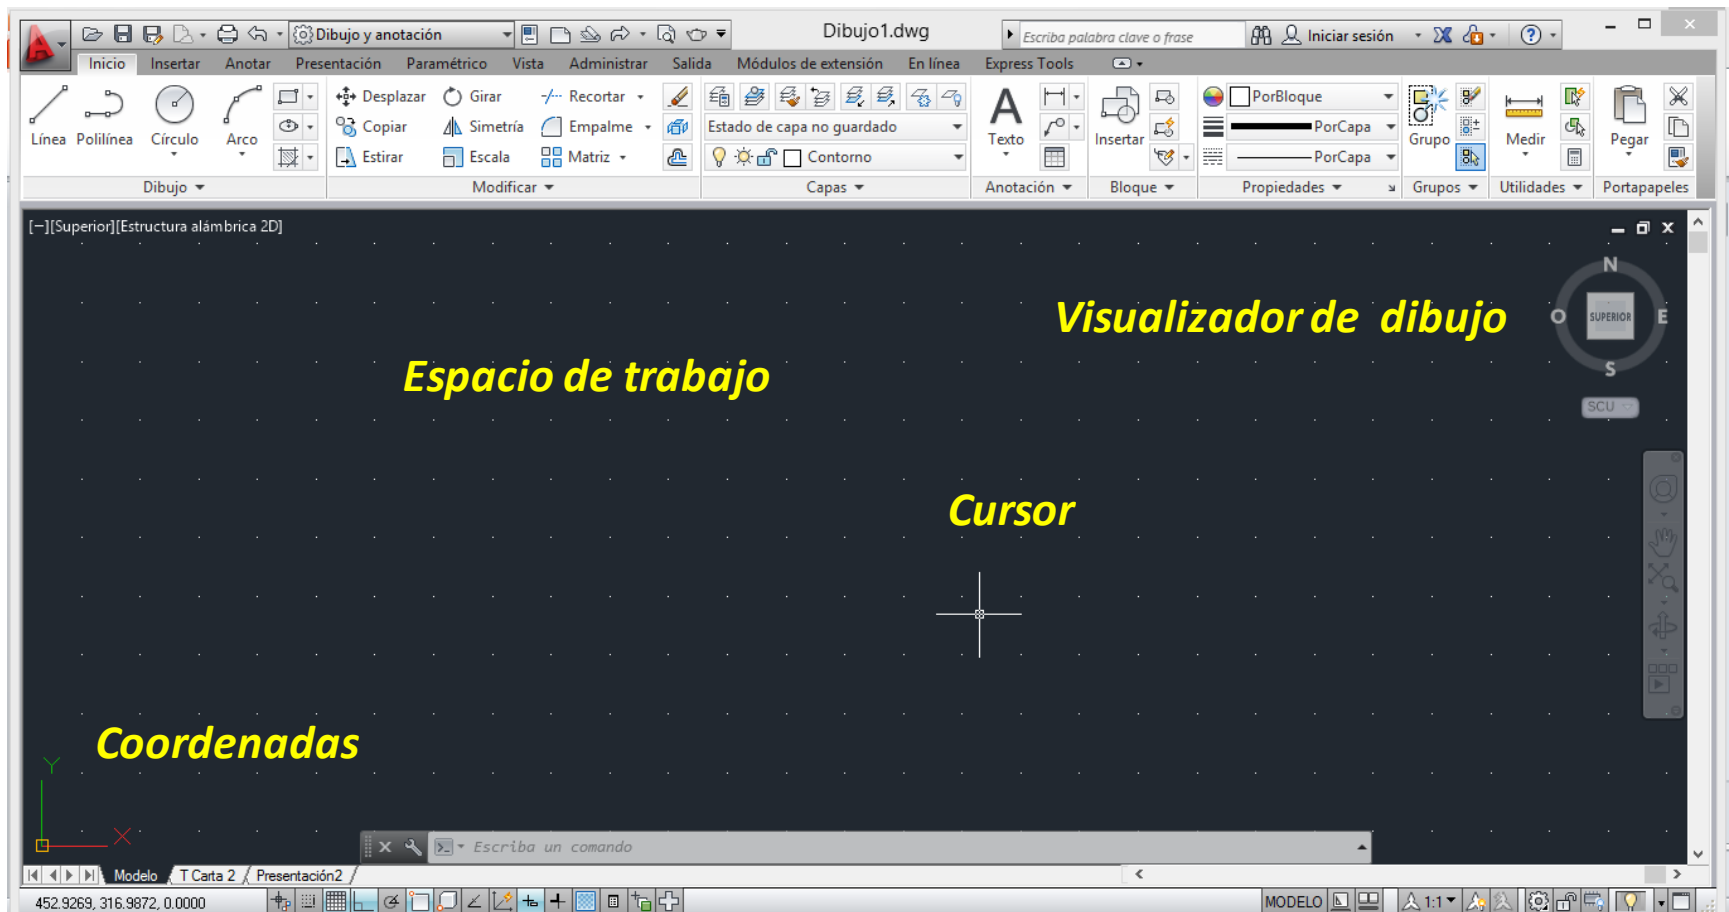 Dibujo y anotación
Dibujo1.dwg
Escriba palabra clave o frase
Iniciar sesión
Inicio Insertar Anotar Presentación Paramétrico Vista Administrar Salida Módulos de extensión En línea Express Tools
Desplazar Girar Recortar
PorBloque
Copiar Simetría Empalme
Estado de capa no guardado
PorCapa
Línea Polilínea Círculo Arco
Texto Insertar Grupo Medir Pegar
Estirar Escala Matriz
Contorno
PorCapa
Dibujo Modificar Capas Anotación Bloque Propiedades Grupos Utilidades Portapapeles
[−][Superior][Estructura alámbrica 2D]
N
Visualizador de dibujo
O SUPERIOR E
S
Espacio de trabajo
SCU
Cursor
Coordenadas
Y
X
Escriba un comando
Modelo T Carta 2 Presentación2
452.9269, 316.9872, 0.0000
MODELO
1:1